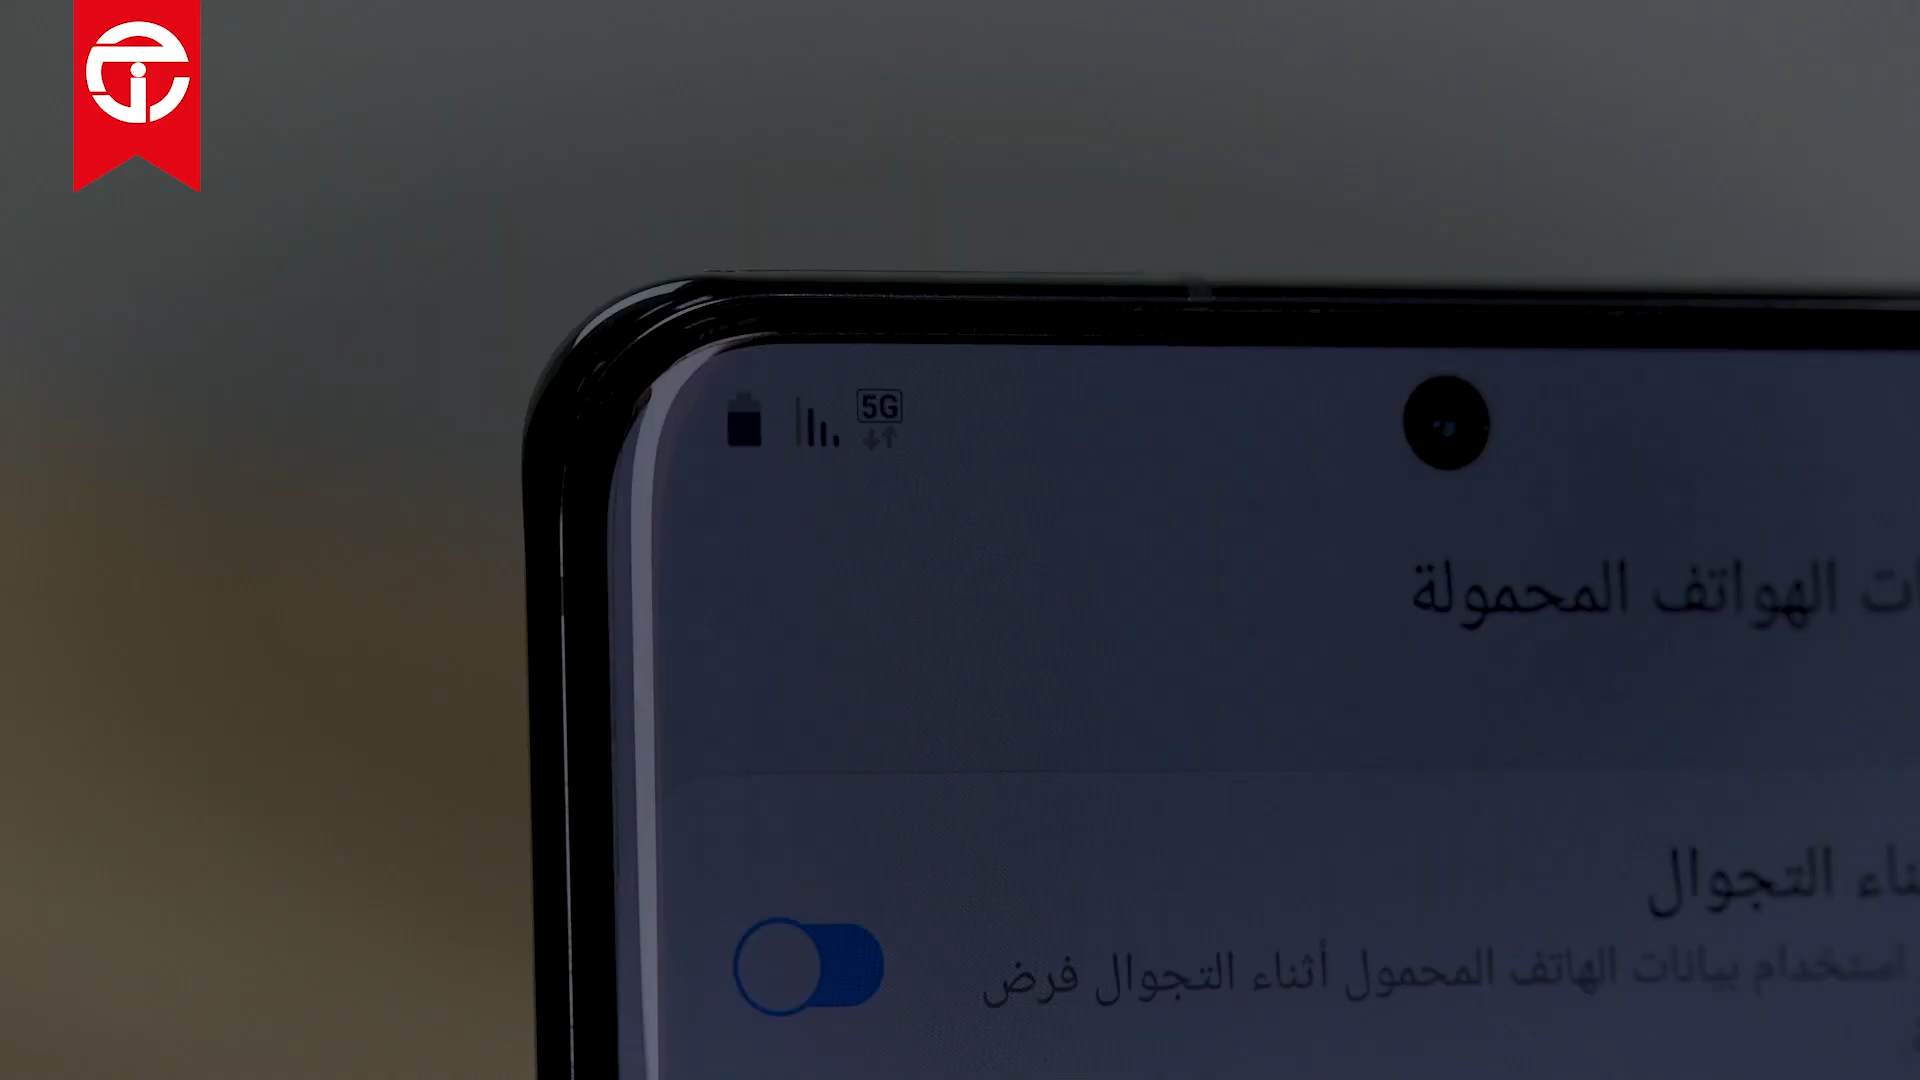 5G
ات الهواتف المحمولة
ناء التجوال
استخدام بيانات الهاتف المحمول أثناء التجوال فرض